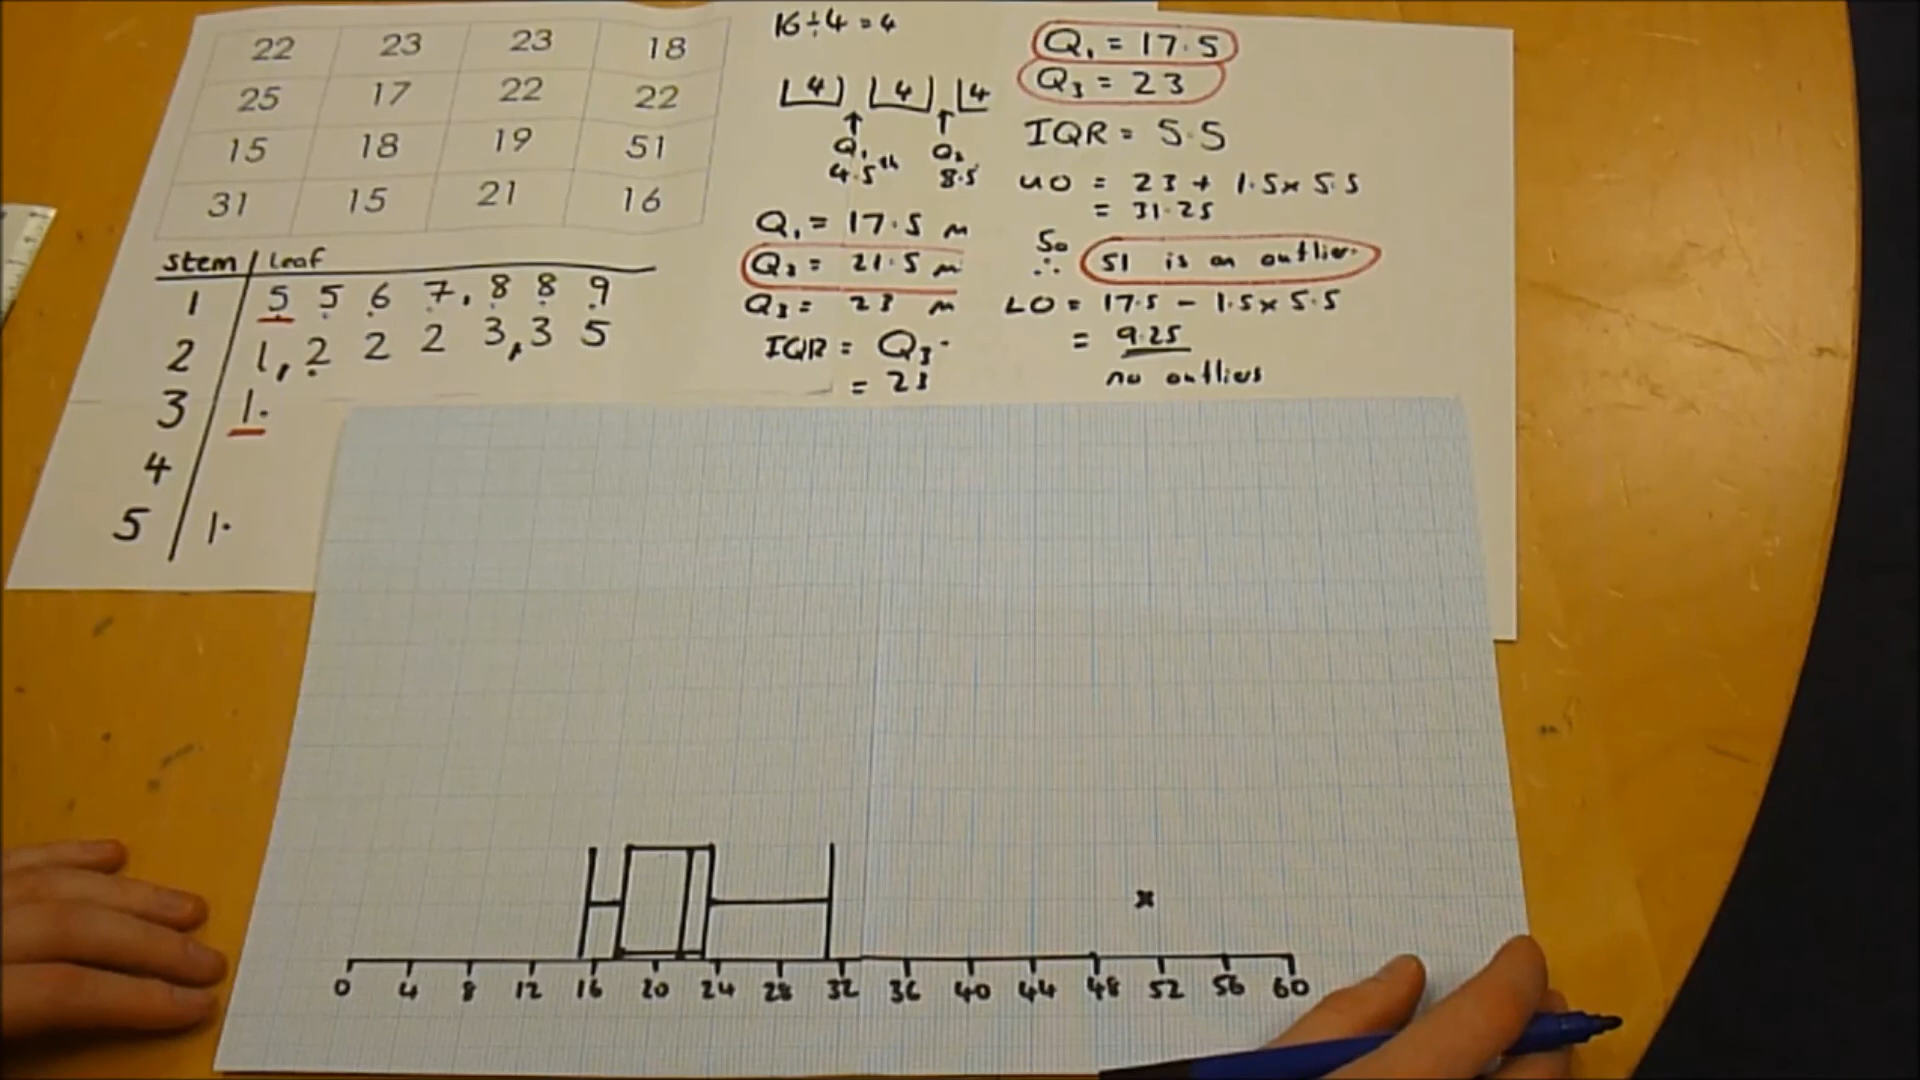 22 23 23 18
25 17 22 22
15 18 19 51
31 15 21 16
stem leaf
1 5 5 6 7, 8 8 9
2 1, 2 2 2 3, 3 5
3 1
4
5 1
16 ÷ 4 = 4
4 4 4
Q1
4.5th 8.5
Q1 = 17.5 m
21.5 m
m
IQR = Q3
= 23
Q1 = 17.5
Q3 = 23
IQR = 5.5
UO = 23 + 1.5 x 5.5
= 31.25
So
∴ 51 is an outlier.
LO = 17.5 - 1.5 x 5.5
= 9.25
no outliers
0 4 8 12 16 20 24 28 32 36 40 44 48 52 56 60